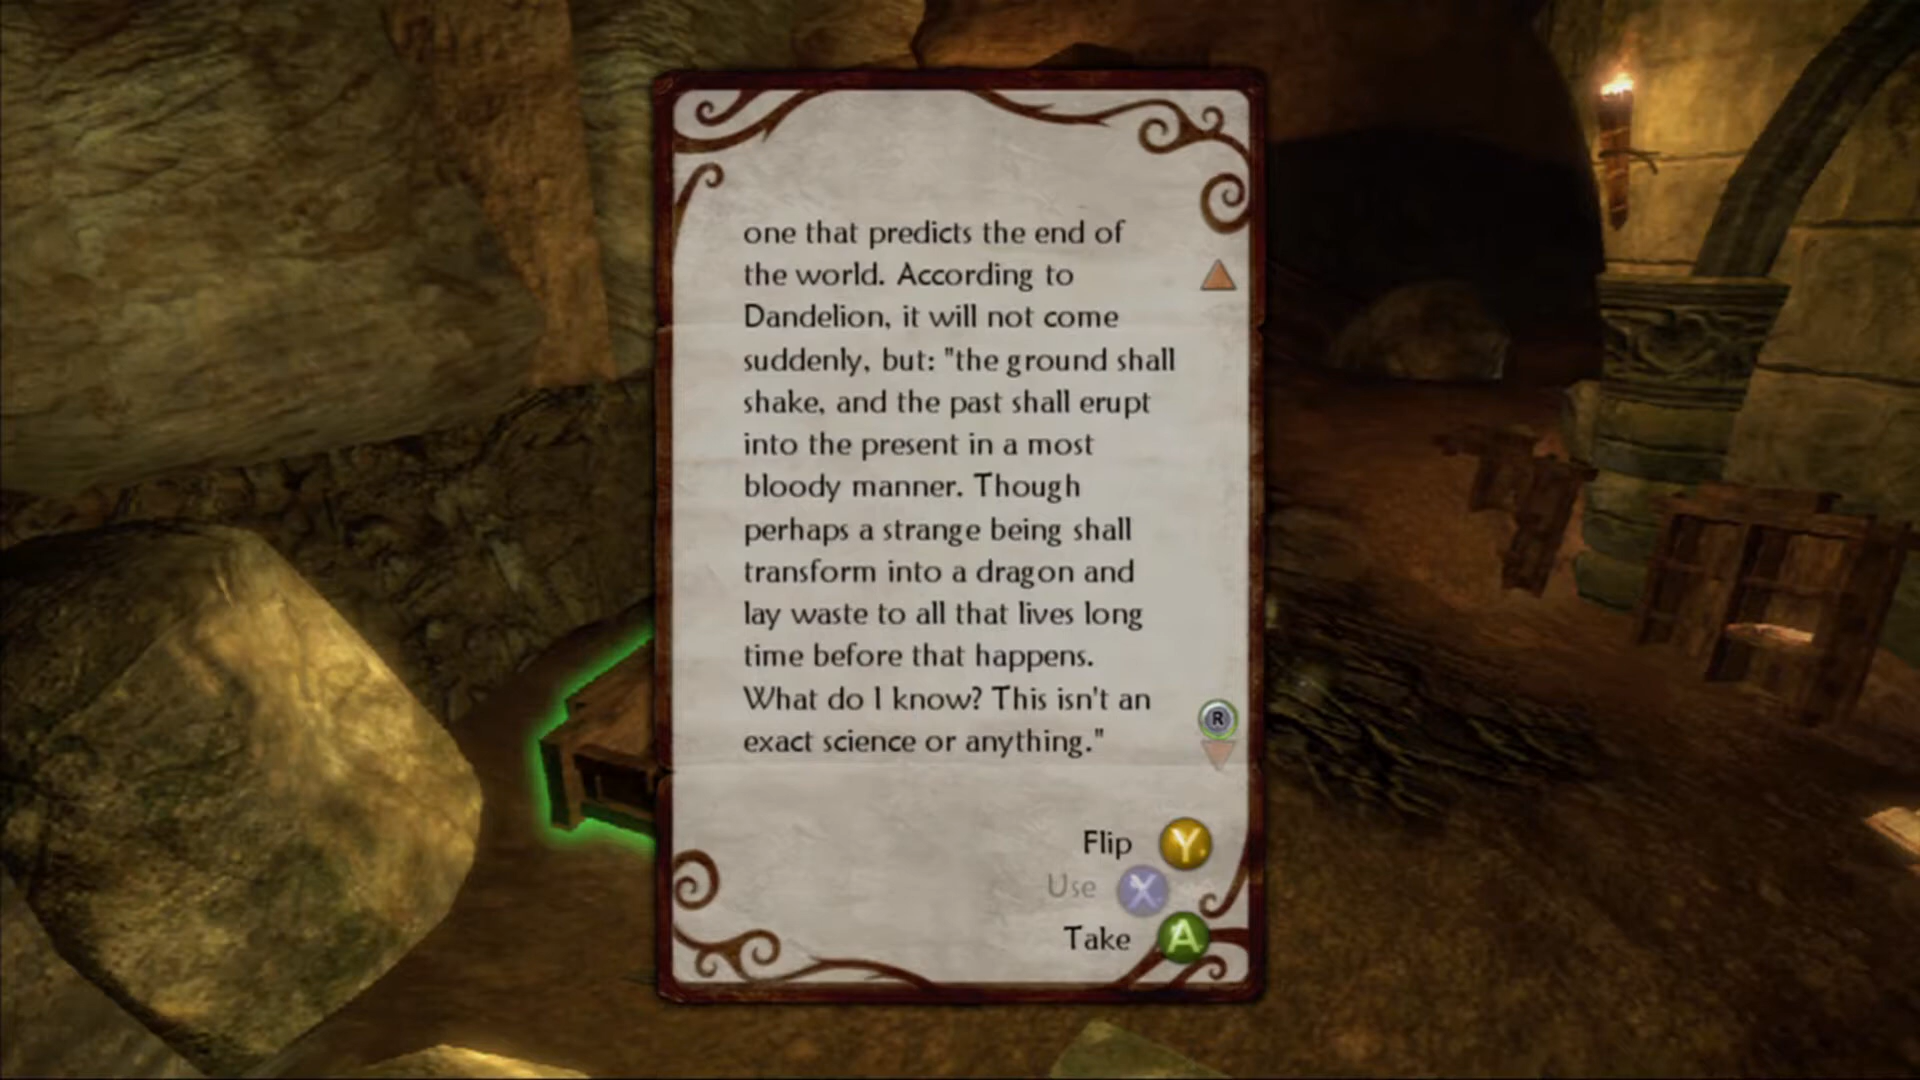 one that predicts the end of
the world. According to
Dandelion, it will not come
suddenly, but: "the ground shall
shake, and the past shall erupt
into the present in a most
bloody manner. Though
perhaps a strange being shall
transform into a dragon and
lay waste to all that lives long
time before that happens.
What do I know? This isn't an
exact science or anything."
R
Flip Y
Use X
Take A